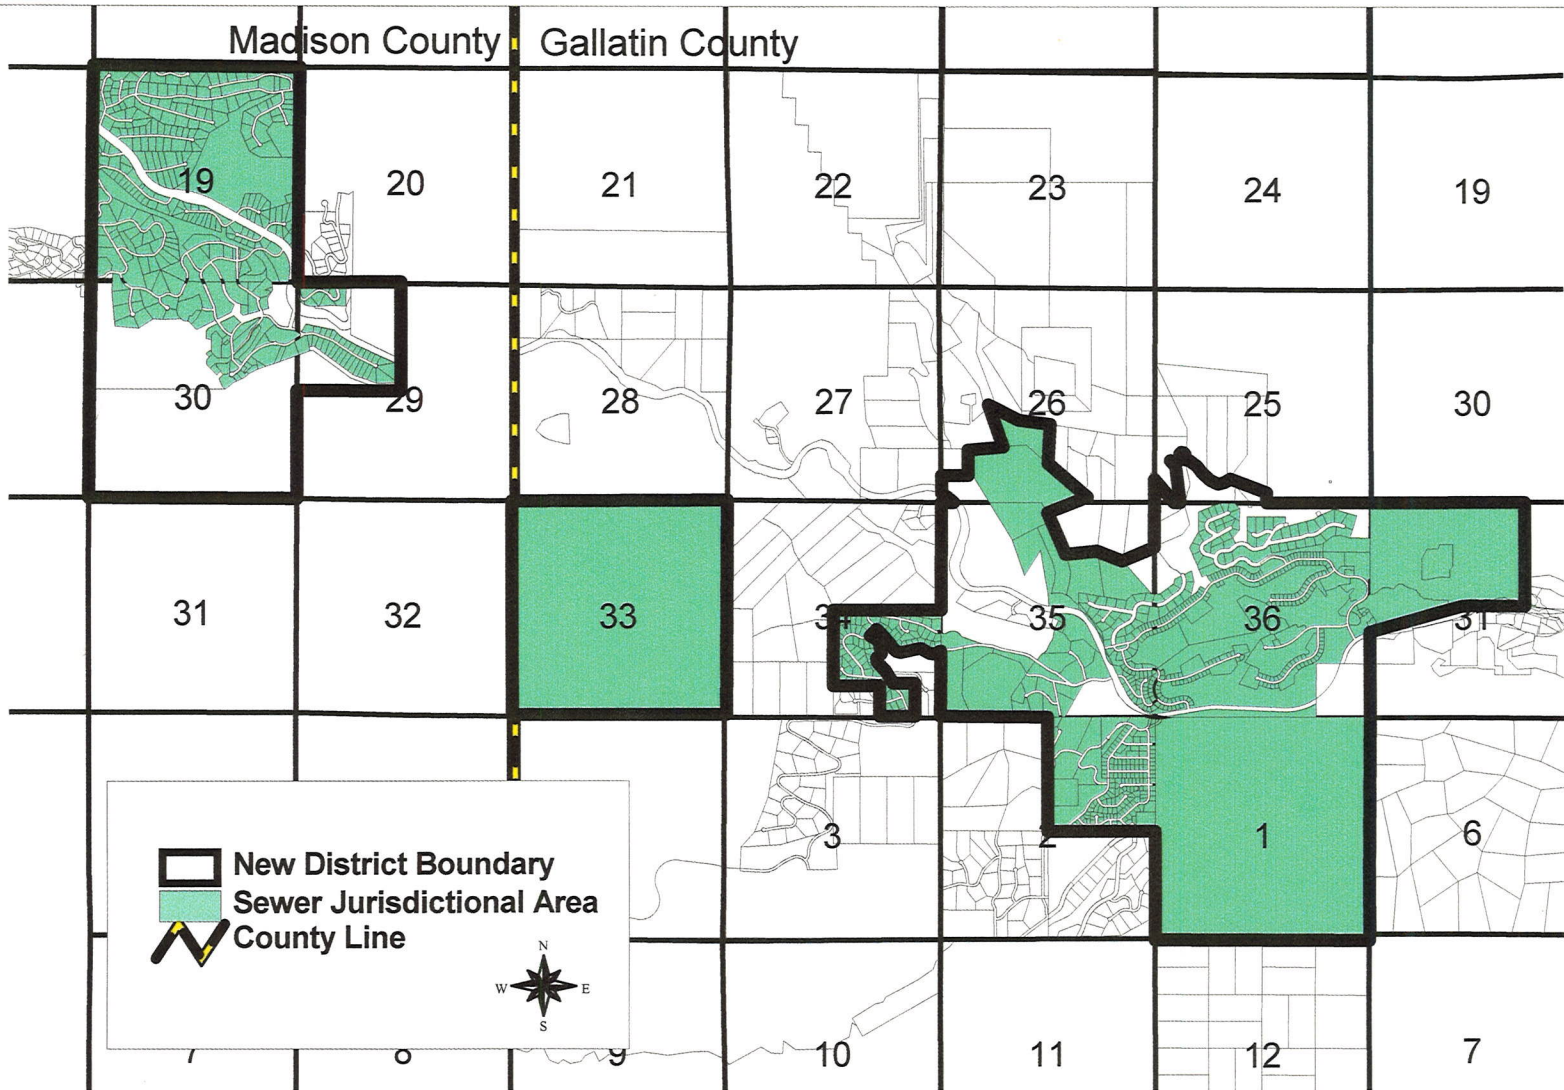 Madison County Gallatin County
19 20 21 22 23 24 19
30 29 28 27 26 25 30
31 32 33 34 35 36 31
3 2 1 6
New District Boundary
Sewer Jurisdictional Area
County Line
N
W E
S
7 8 9 10 11 12 7